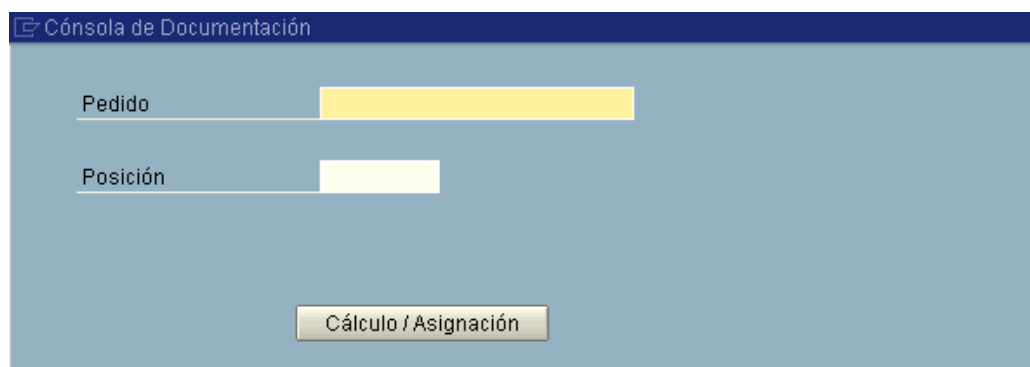 Cónsola de Documentación
Pedido
Posición
Cálculo / Asignación